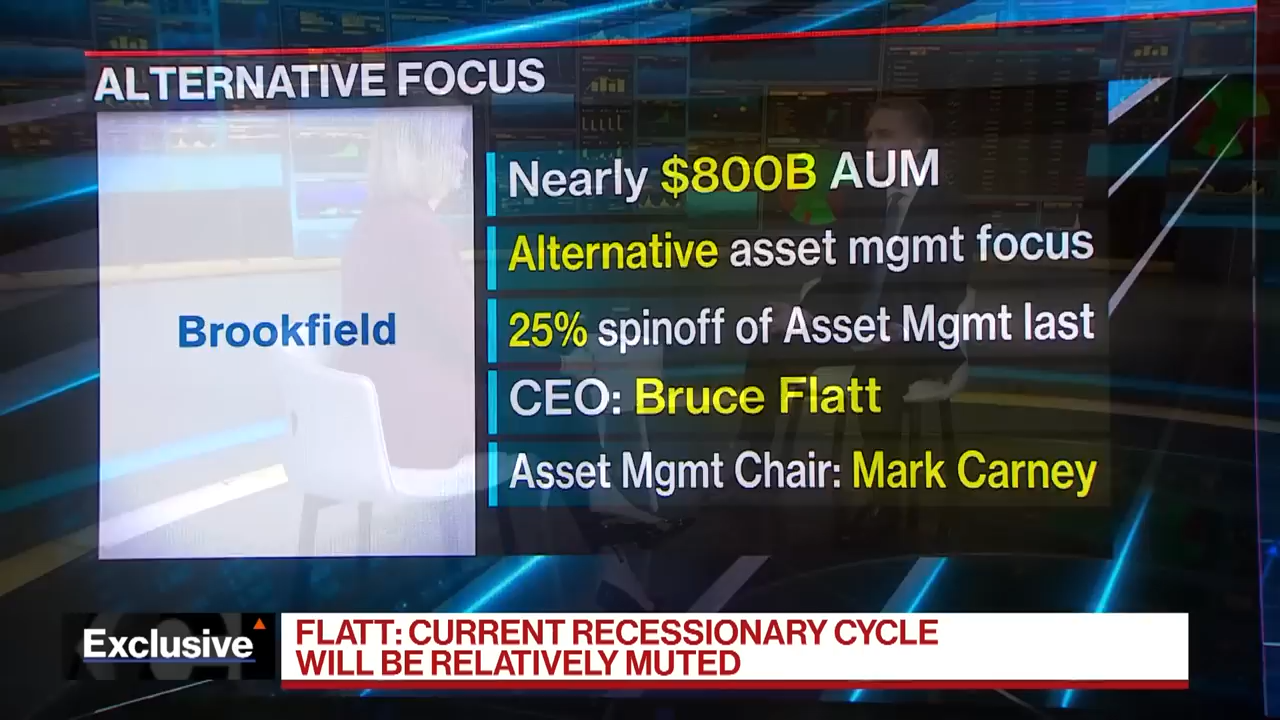 ALTERNATIVE FOCUS
Brookfield
Nearly $800B AUM
Alternative asset mgmt focus
25% spinoff of Asset Mgmt last
CEO: Bruce Flatt
Asset Mgmt Chair: Mark Carney
Exclusive
FLATT: CURRENT RECESSIONARY CYCLE
WILL BE RELATIVELY MUTED